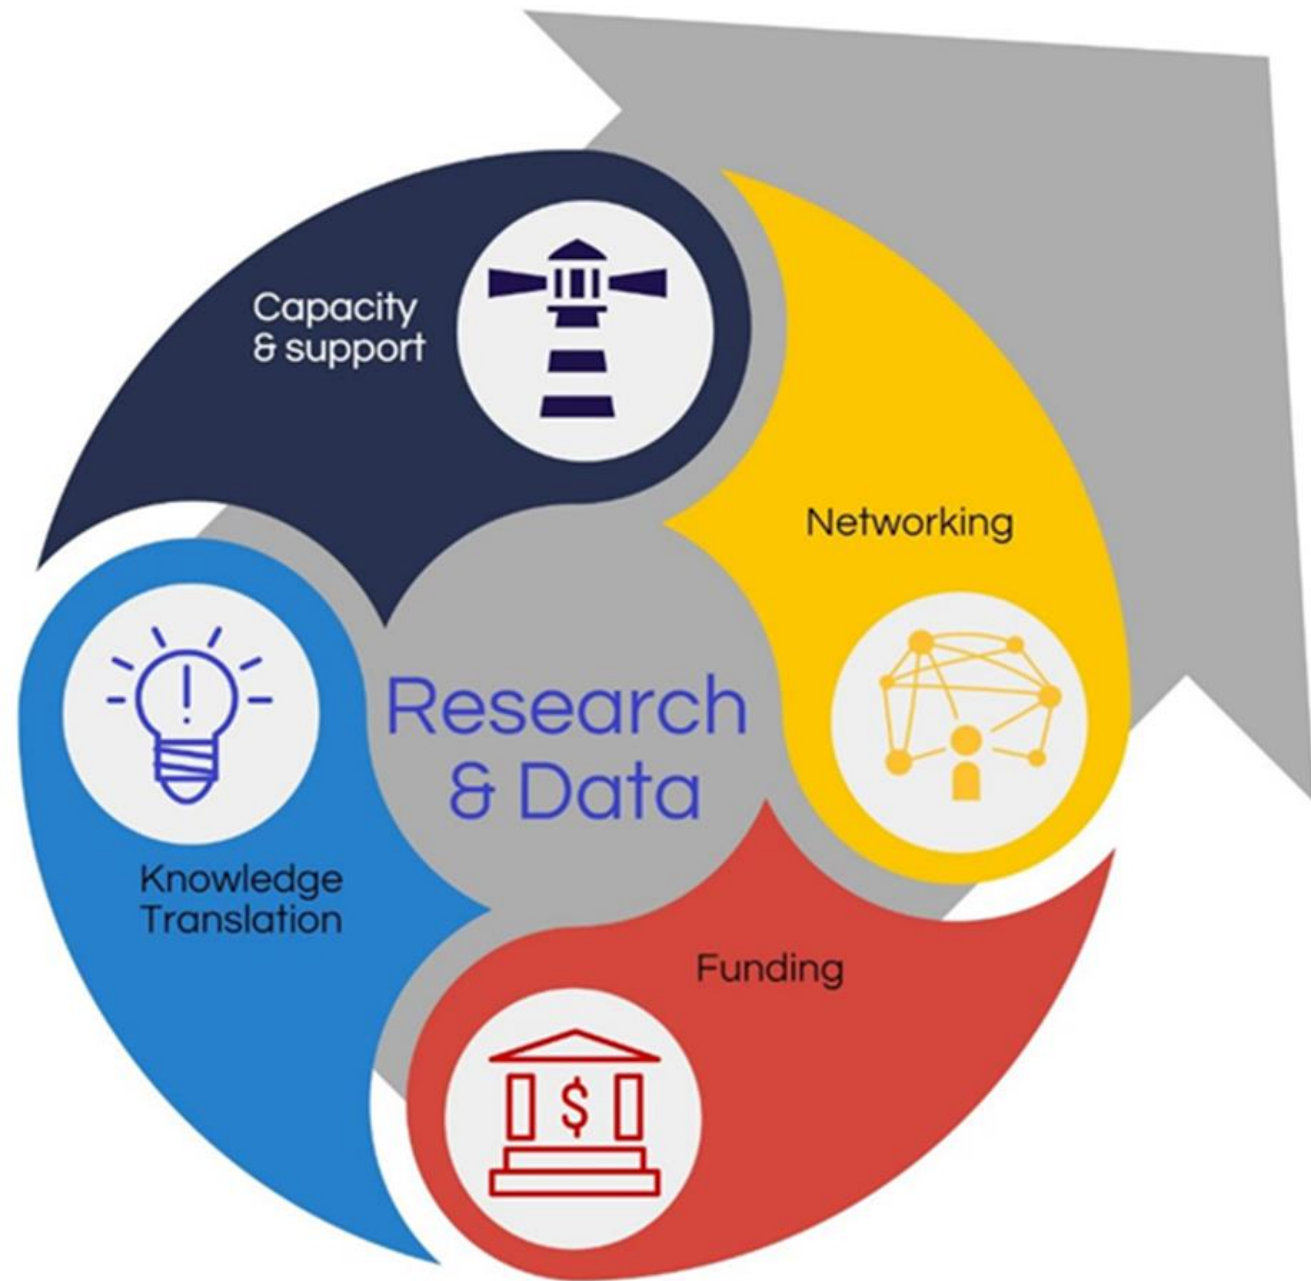 Capacity
& support
Networking
Research
& Data
Knowledge
Translation
Funding
$